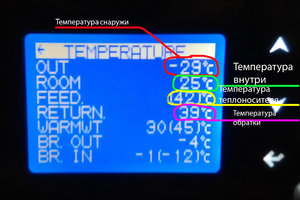 Температура снаружи
← TEMPERATURE
OUT -29°c
Температура внутри
ROOM 25°c
FEED. (42)°c
Температура теплоносителя
RETURN. 39°c
Температура обратки
WARMWT 30(45)°c
BR. OUT -4°c
BR. IN -1(-12)°c